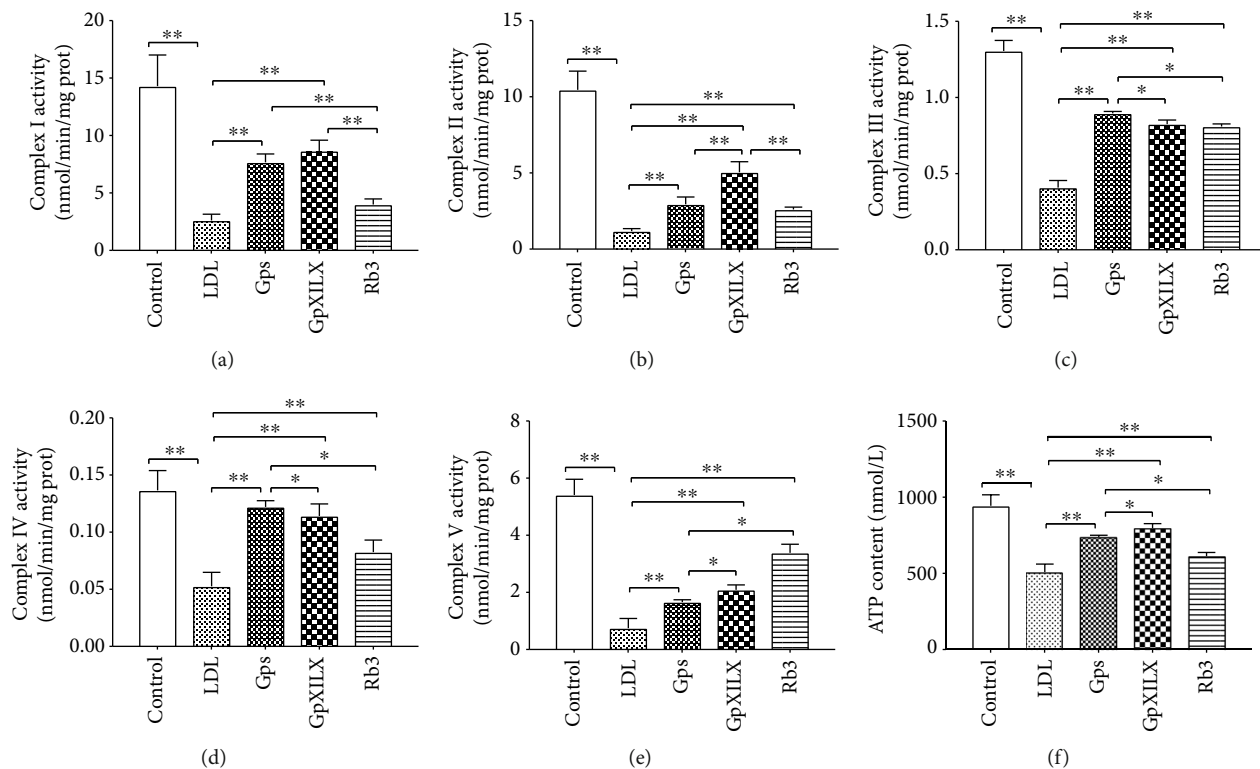 Complex I activity
(nmol/min/mg prot)
20
15
10
5
0
**
**
**
**
**
Control
LDL
Gps
GpXILX
Rb3
(a)
Complex II activity
(nmol/min/mg prot)
15
10
5
0
**
**
**
**
**
**
Control
LDL
Gps
GpXILX
Rb3
(b)
Complex III activity
(nmol/min/mg prot)
1.5
1.0
0.5
0.0
**
**
**
*
**
*
Control
LDL
Gps
GpXILX
Rb3
(c)
Complex IV activity
(nmol/min/mg prot)
0.20
0.15
0.10
0.05
0.00
**
**
**
*
**
*
Control
LDL
Gps
GpXILX
Rb3
(d)
Complex V activity
(nmol/min/mg prot)
8
6
4
2
0
**
**
**
*
**
*
Control
LDL
Gps
GpXILX
Rb3
(e)
ATP content (nmol/L)
1500
1000
500
0
**
**
**
*
**
*
Control
LDL
Gps
GpXILX
Rb3
(f)